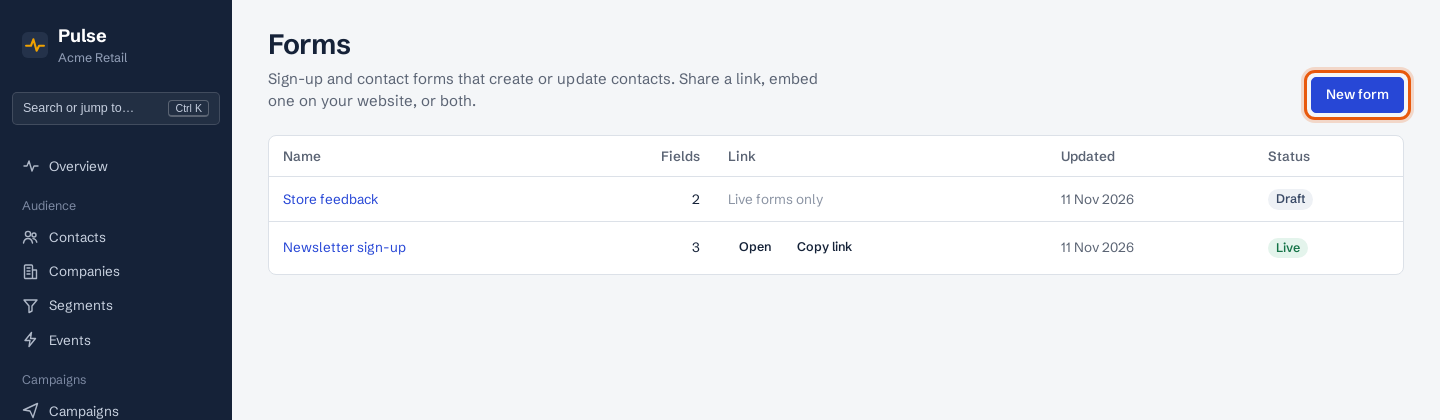 Pulse
Acme Retail
Search or jump to...
Ctrl K
Overview
Audience
Contacts
Companies
Segments
Events
Campaigns
Campaigns
Forms
Sign-up and contact forms that create or update contacts. Share a link, embed
one on your website, or both.
New form
Name Fields Link Updated Status
Store feedback 2 Live forms only 11 Nov 2026 Draft
Newsletter sign-up 3 Open Copy link 11 Nov 2026 Live